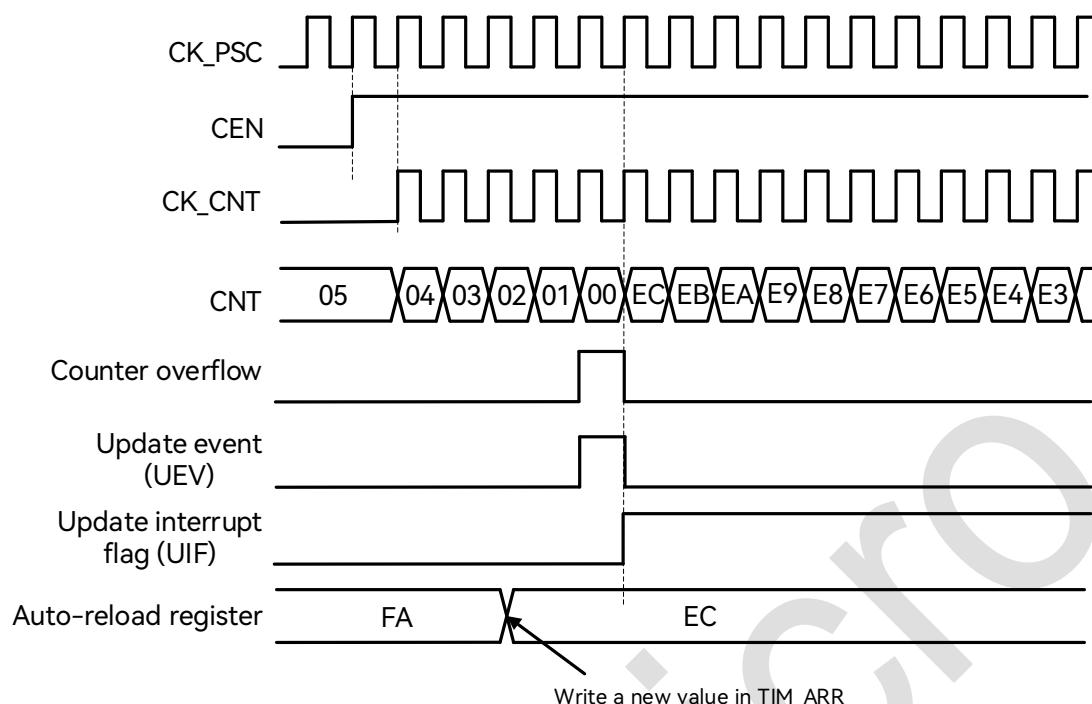 CK_PSC
CEN
CK_CNT
CNT
05 04 03 02 01 00 EC EB EA E9 E8 E7 E6 E5 E4 E3
Counter overflow
Update event
(UEV)
Update interrupt
flag (UIF)
Auto-reload register
FA EC
Write a new value in TIM_ARR
icro